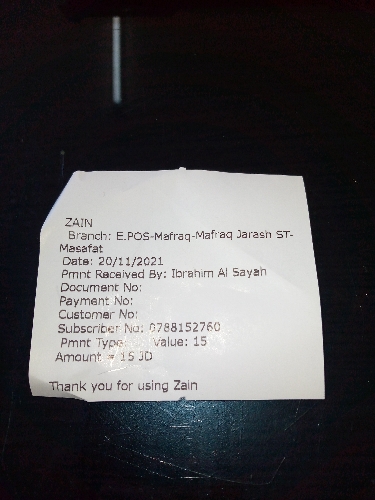 ZAIN
Branch: E.POS-Mafraq-Mafraq Jarash ST-
Masafat
Date: 20/11/2021
Pmnt Received By: Ibrahim Al Sayah
Document No:
Payment No:
Customer No:
Subscriber No: 0788152760
Pmnt Type: Value: 15
Amount = 15 JD
Thank you for using Zain